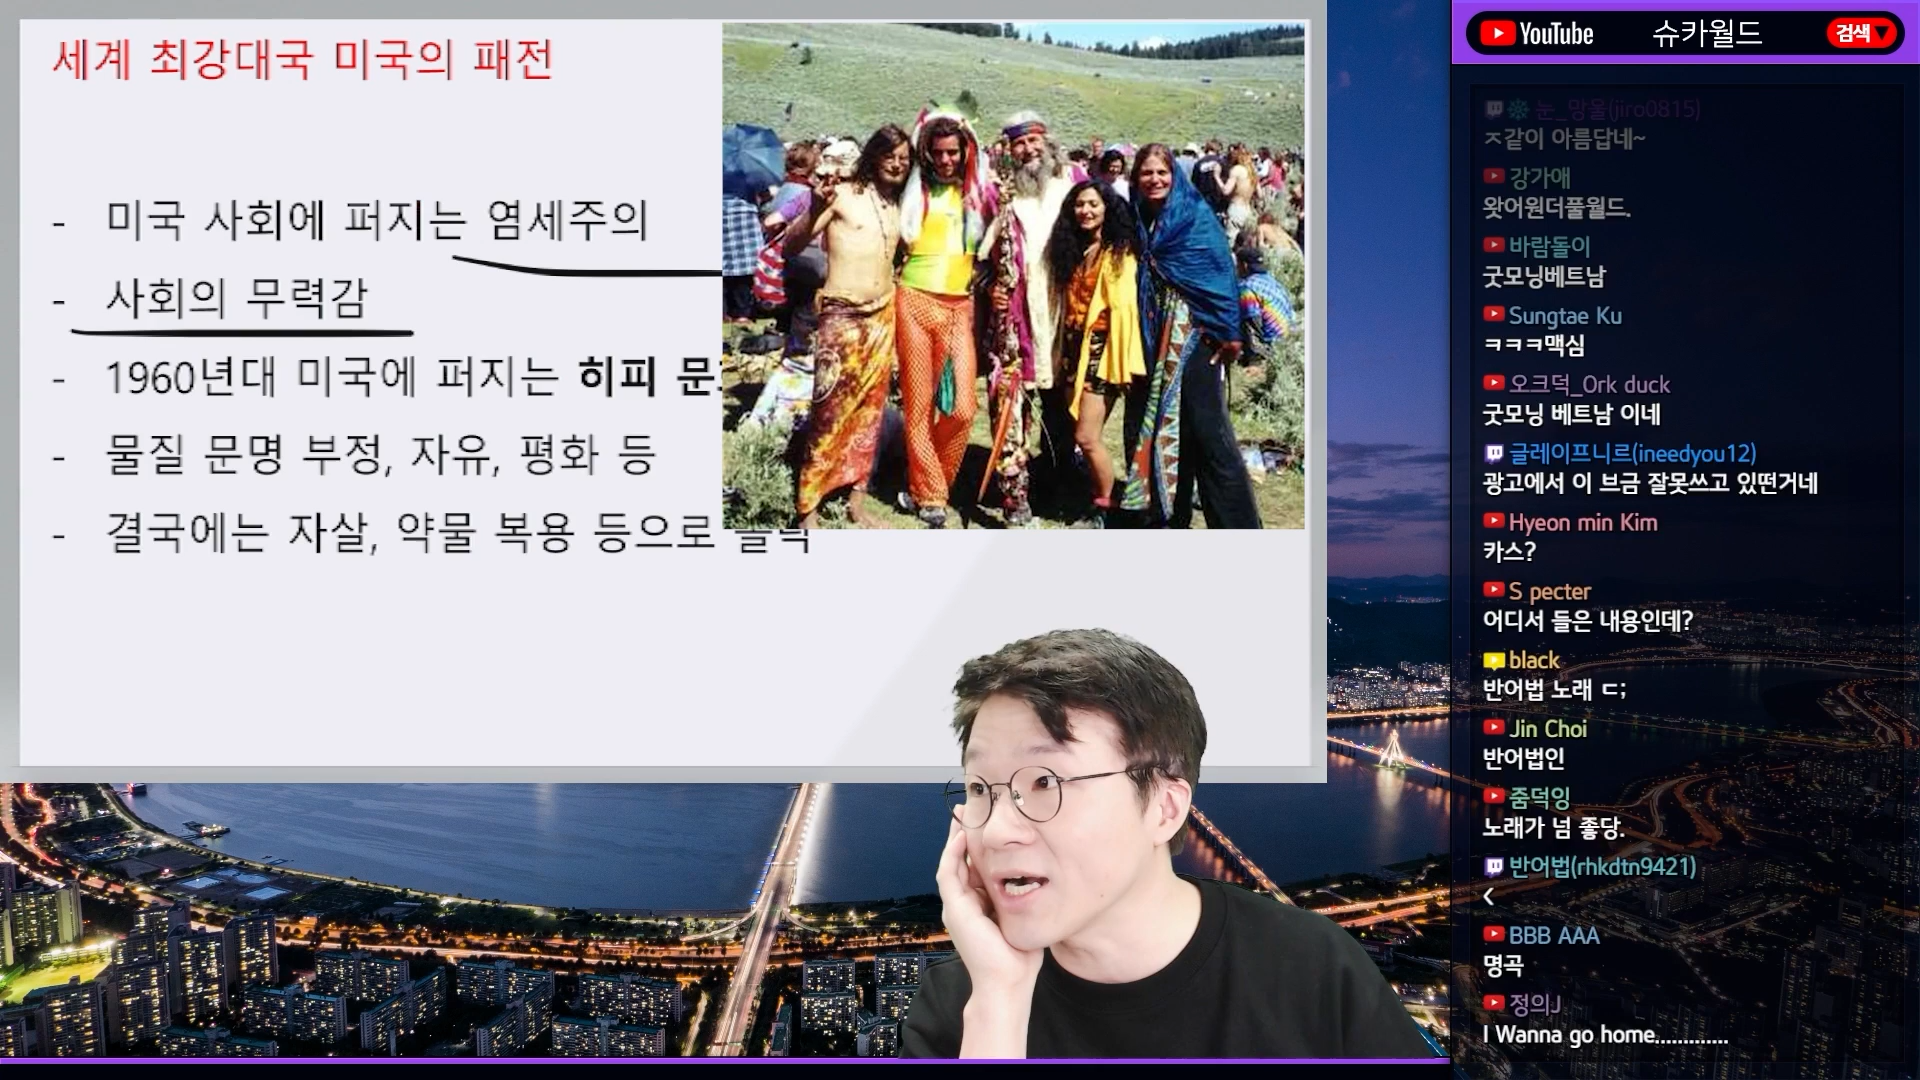 세계 최강대국 미국의 패전
- 미국 사회에 퍼지는 염세주의
- 사회의 무력감
- 1960년대 미국에 퍼지는 히피
- 물질 문명 부정, 자유, 평화 등
- 결국에는 자살, 약물 복용 등으로
YouTube 슈카월드 검색
눈_망울(jiro0815)
ㅈ같이 아름답네~
강가애
왓어원더풀월드.
바람돌이
굿모닝베트남
Sungtae Ku
ㅋㅋㅋ맥심
오크덕_Ork duck
굿모닝 베트남 이네
글레이프니르(ineedyou12)
광고에서 이 브금 잘못쓰고 있떤거네
Hyeon min Kim
카스?
S pecter
어디서 들은 내용인데?
black
반어법 노래 ㄷ;
Jin Choi
반어법인
줌덕잉
노래가 넘 좋당.
반어법(rhkdtn9421)
<
BBB AAA
명곡
정의J
I Wanna go home.............